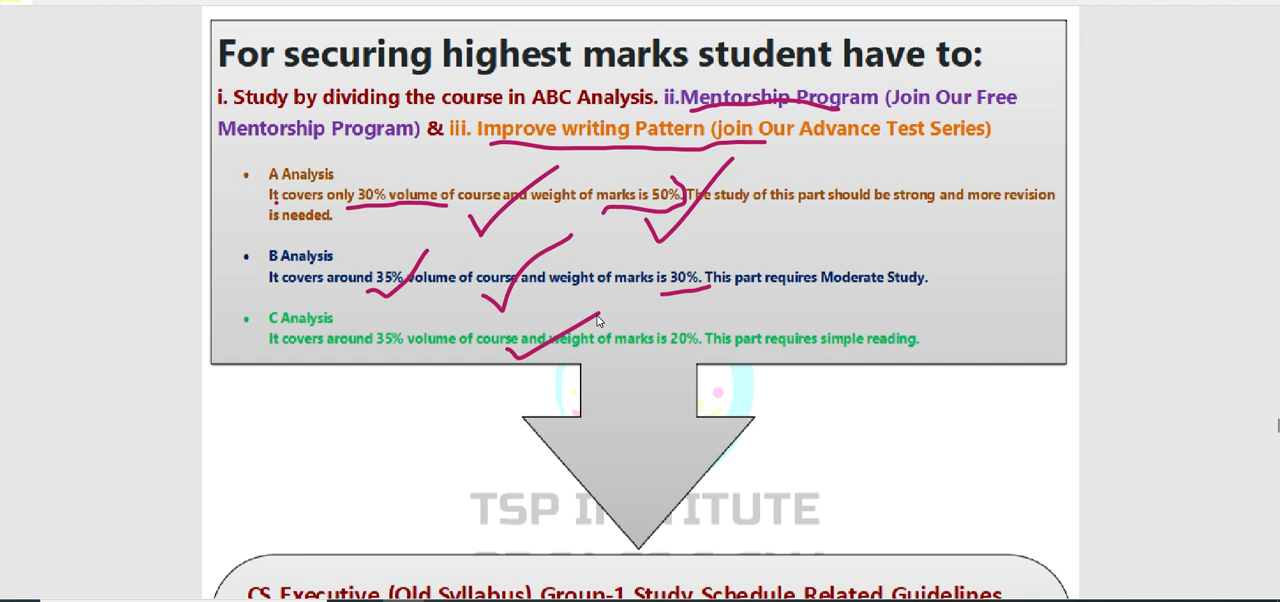 For securing highest marks student have to:
i. Study by dividing the course in ABC Analysis. ii.Mentorship Program (Join Our Free
Mentorship Program) & iii. Improve writing Pattern (join Our Advance Test Series)
• A Analysis
It covers only 30% volume of course and weight of marks is 50%. The study of this part should be strong and more revision
is needed.
• B Analysis
It covers around 35% volume of course and weight of marks is 30%. This part requires Moderate Study.
• C Analysis
It covers around 35% volume of course and weight of marks is 20%. This part requires simple reading.
TSP INSTITUTE
CS Executive (Old Syllabus) Group-1 Study Schedule Related Guidelines